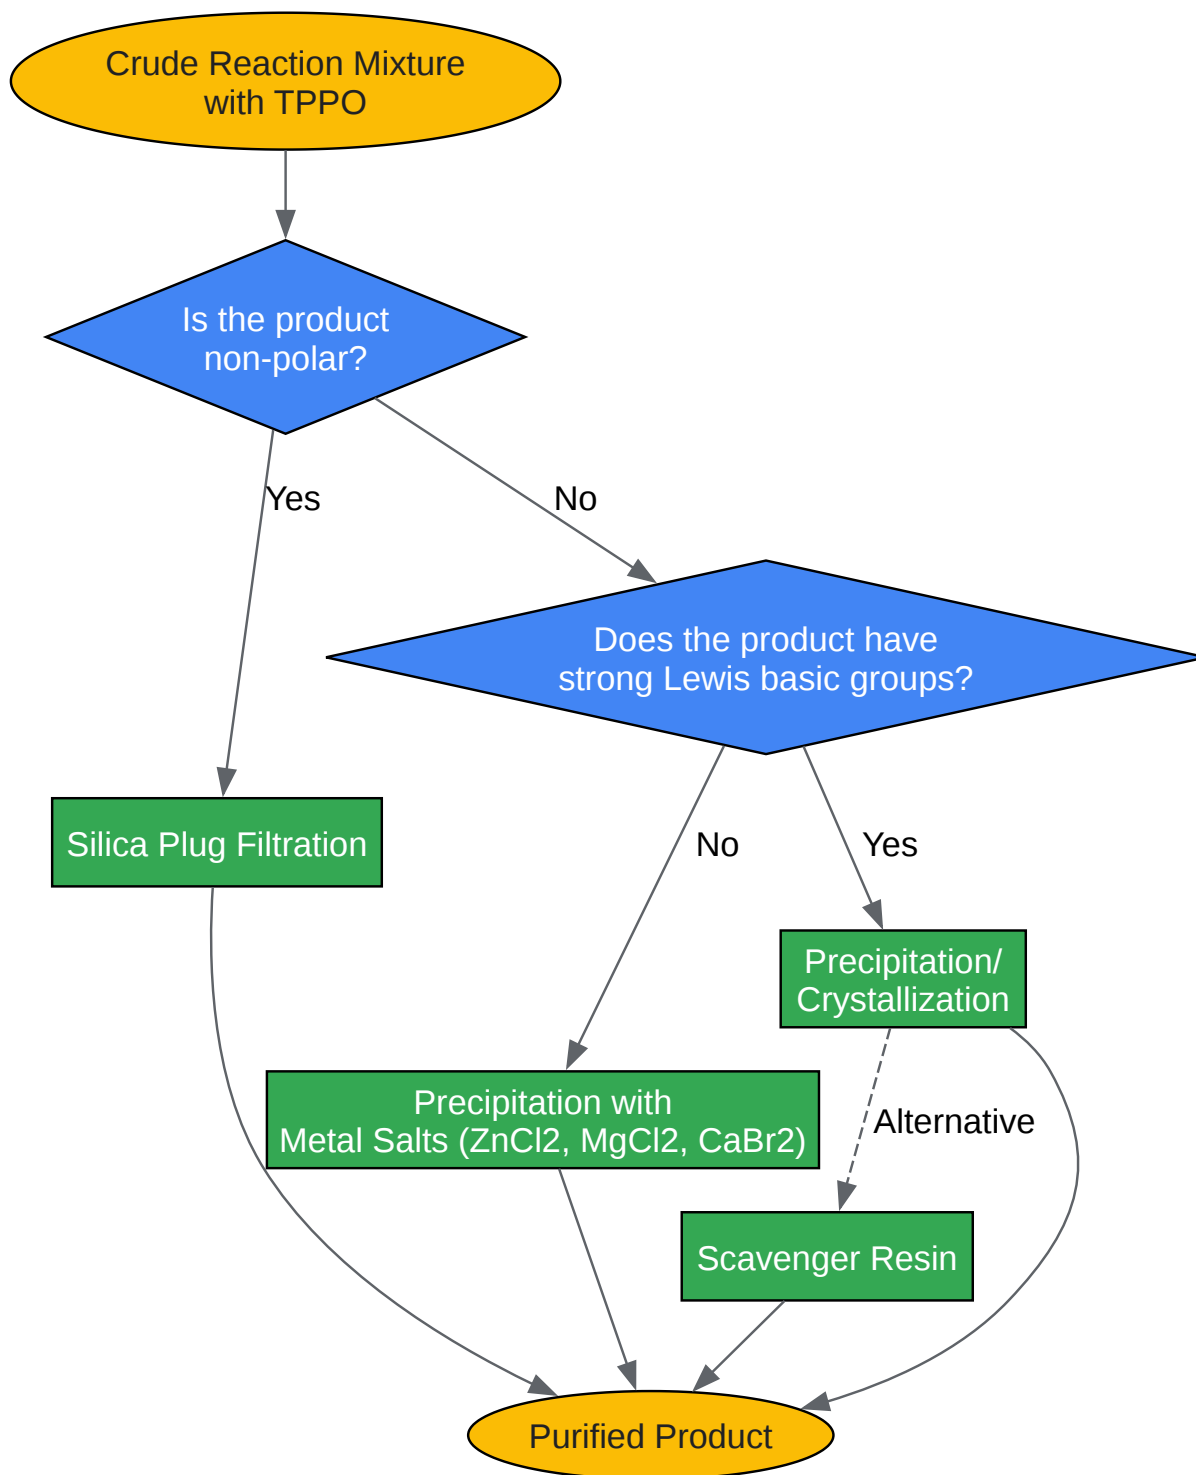 Crude Reaction Mixture
with TPPO
Is the product
non-polar?
Yes
No
Does the product have
strong Lewis basic groups?
Silica Plug Filtration
No
Yes
Precipitation/
Crystallization
Precipitation with
Metal Salts (ZnCl2, MgCl2, CaBr2)
Alternative
Scavenger Resin
Purified Product